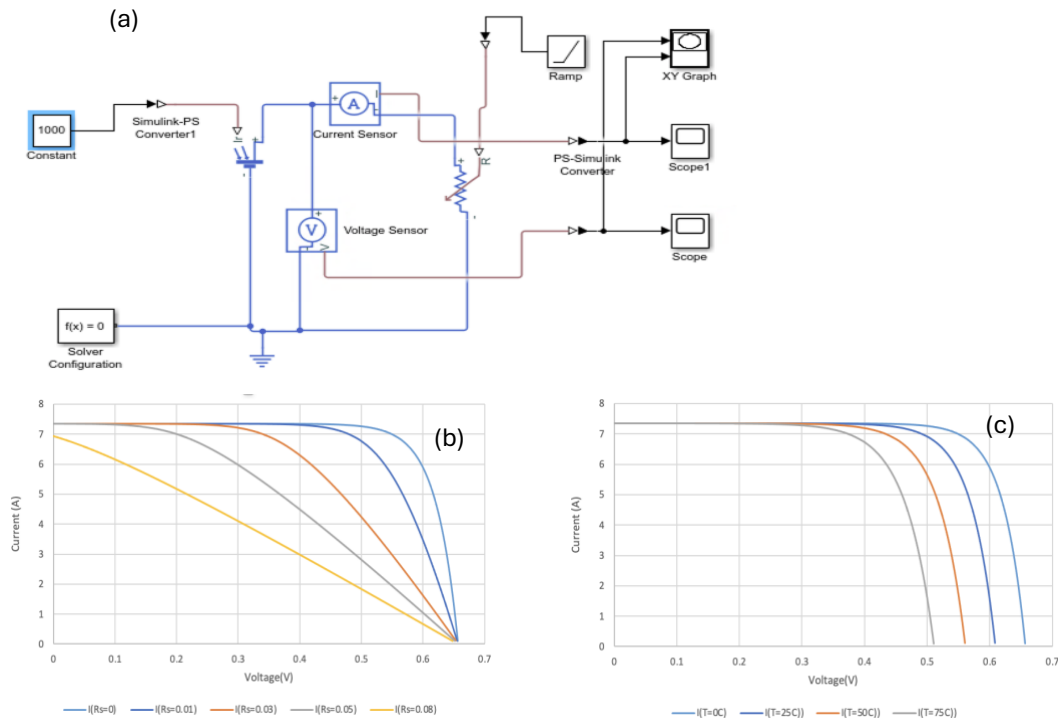 (a)
Ramp
XY Graph
1000
Constant
Simulink-PS
Converter1
Ir
+
-
+
A
I
Current Sensor
R
+
-
PS-Simulink
Converter
Scope1
+
V
V
Voltage Sensor
Scope
f(x) = 0
Solver
Configuration
(b)
8
7
6
5
4
3
2
1
0
Current (A)
0 0.1 0.2 0.3 0.4 0.5 0.6 0.7
Voltage(V)
I(Rs=0) I(Rs=0.01) I(Rs=0.03) I(Rs=0.05) I(Rs=0.08)
(c)
8
7
6
5
4
3
2
1
0
Current (A)
0 0.1 0.2 0.3 0.4 0.5 0.6 0.7
Voltage(V)
I(T=0C) I(T=25C)) I(T=50C)) I(T=75C))